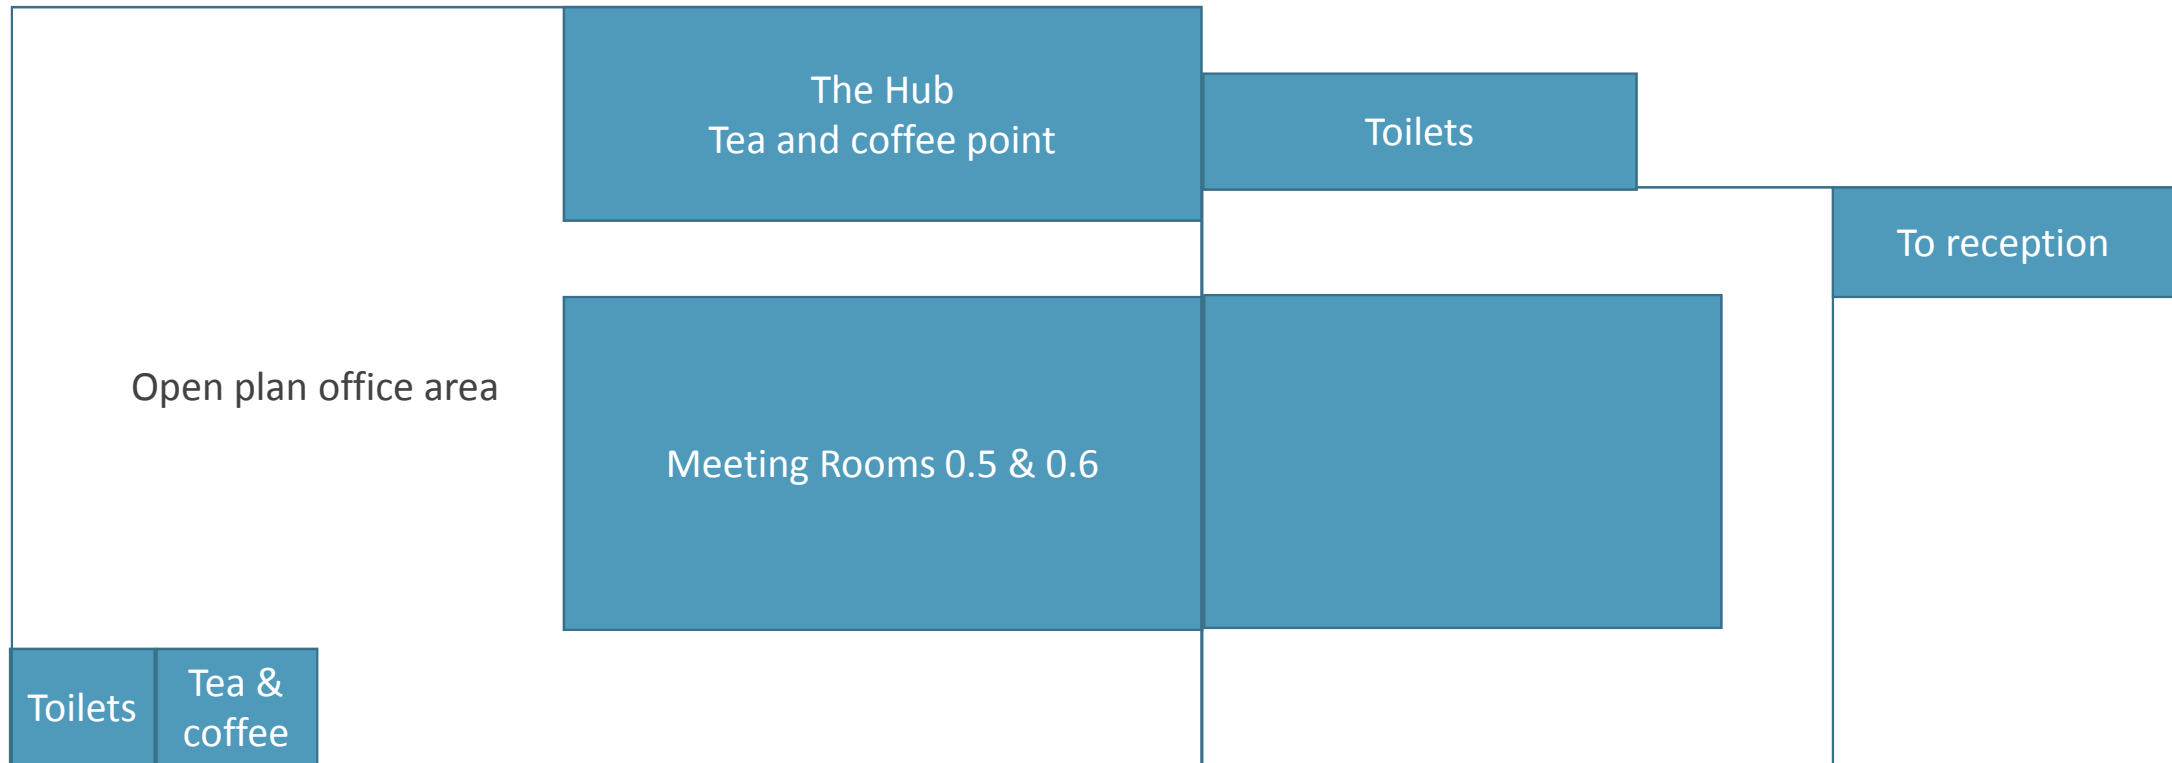 The Hub
Tea and coffee point
Toilets
To reception
Open plan office area
Meeting Rooms 0.5 & 0.6
Toilets
Tea &
coffee